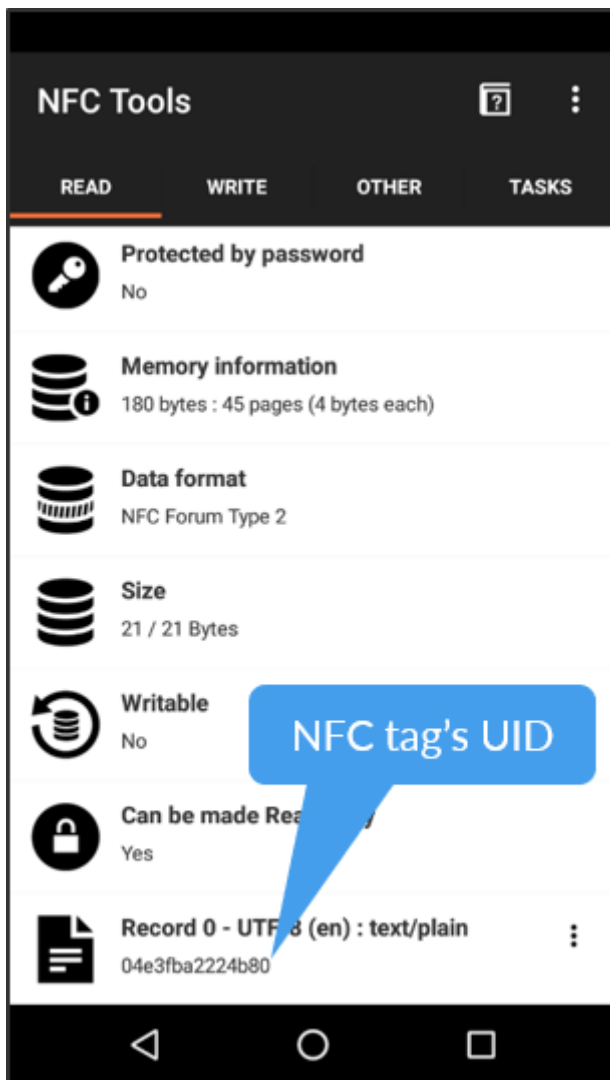 NFC Tools
READ WRITE OTHER TASKS
Protected by password
No
Memory information
180 bytes : 45 pages (4 bytes each)
Data format
NFC Forum Type 2
Size
21 / 21 Bytes
Writable
No
NFC tag's UID
Can be made Rea y
Yes
Record 0 - UTF 8 (en) : text/plain
04e3fba2224b80